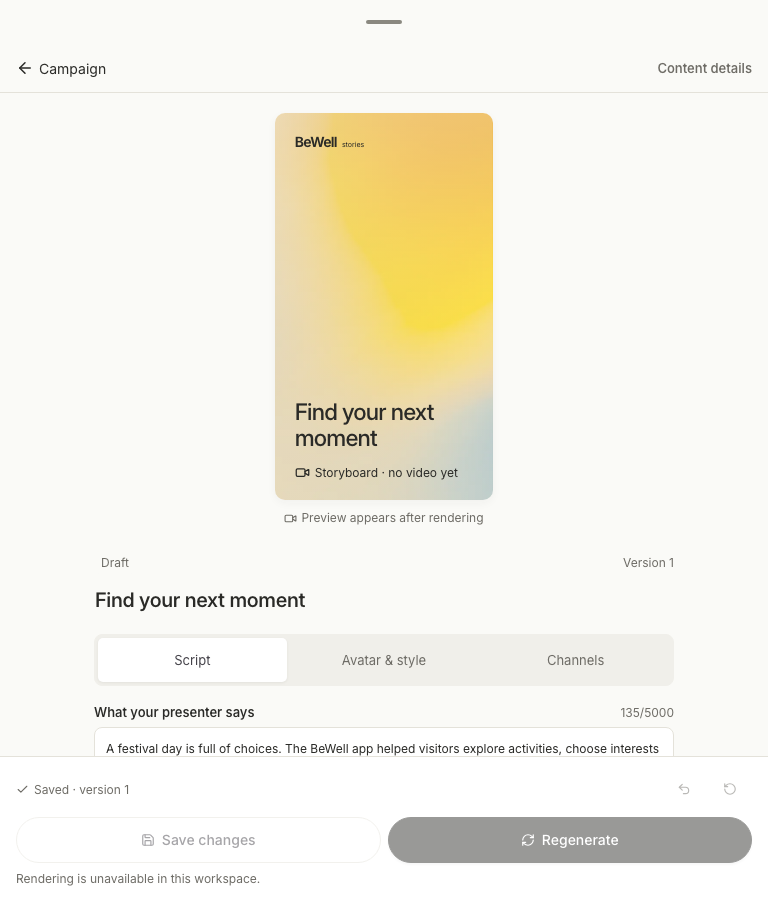 Campaign
Content details
BeWell stories
Find your next
moment
Storyboard · no video yet
Preview appears after rendering
Draft
Version 1
Find your next moment
Script
Avatar & style
Channels
What your presenter says
135/5000
A festival day is full of choices. The BeWell app helped visitors explore activities, choose interests
Saved · version 1
Save changes
Regenerate
Rendering is unavailable in this workspace.